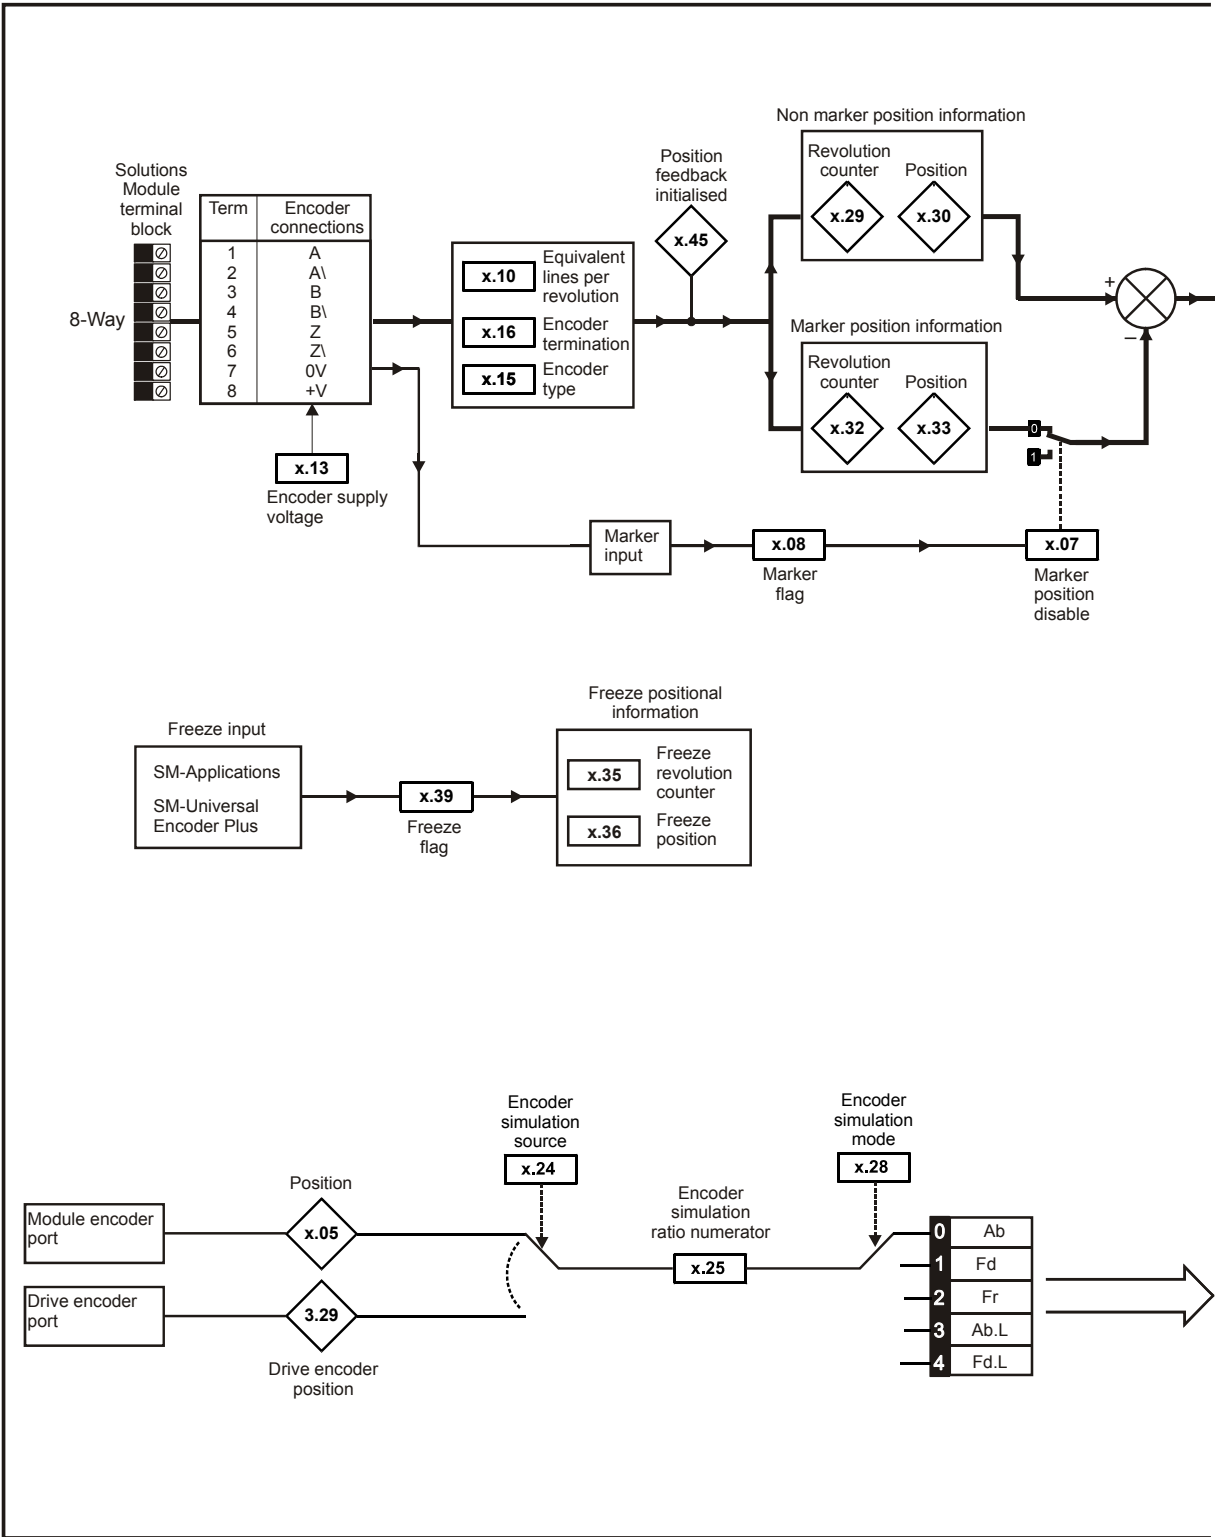 Non marker position information
Revolution
counter
Position
x.29
x.30
Position
feedback
initialised
x.45
Solutions
Module
terminal
block
8-Way
Term
Encoder
connections
1 A
2 A\
3 B
4 B\
5 Z
6 Z\
7 0V
8 +V
x.10
Equivalent
lines per
revolution
x.16
Encoder
termination
x.15
Encoder
type
+
–
Marker position information
Revolution
counter
Position
x.32
x.33
0
1
x.13
Encoder supply
voltage
Marker
input
x.08
Marker
flag
x.07
Marker
position
disable
Freeze input
SM-Applications
SM-Universal
Encoder Plus
x.39
Freeze
flag
Freeze positional
information
x.35
Freeze
revolution
counter
x.36
Freeze
position
Encoder
simulation
source
x.24
Encoder
simulation
mode
x.28
Module encoder
port
Position
x.05
Drive encoder
port
3.29
Drive encoder
position
Encoder
simulation
ratio numerator
x.25
0 Ab
1 Fd
2 Fr
3 Ab.L
4 Fd.L